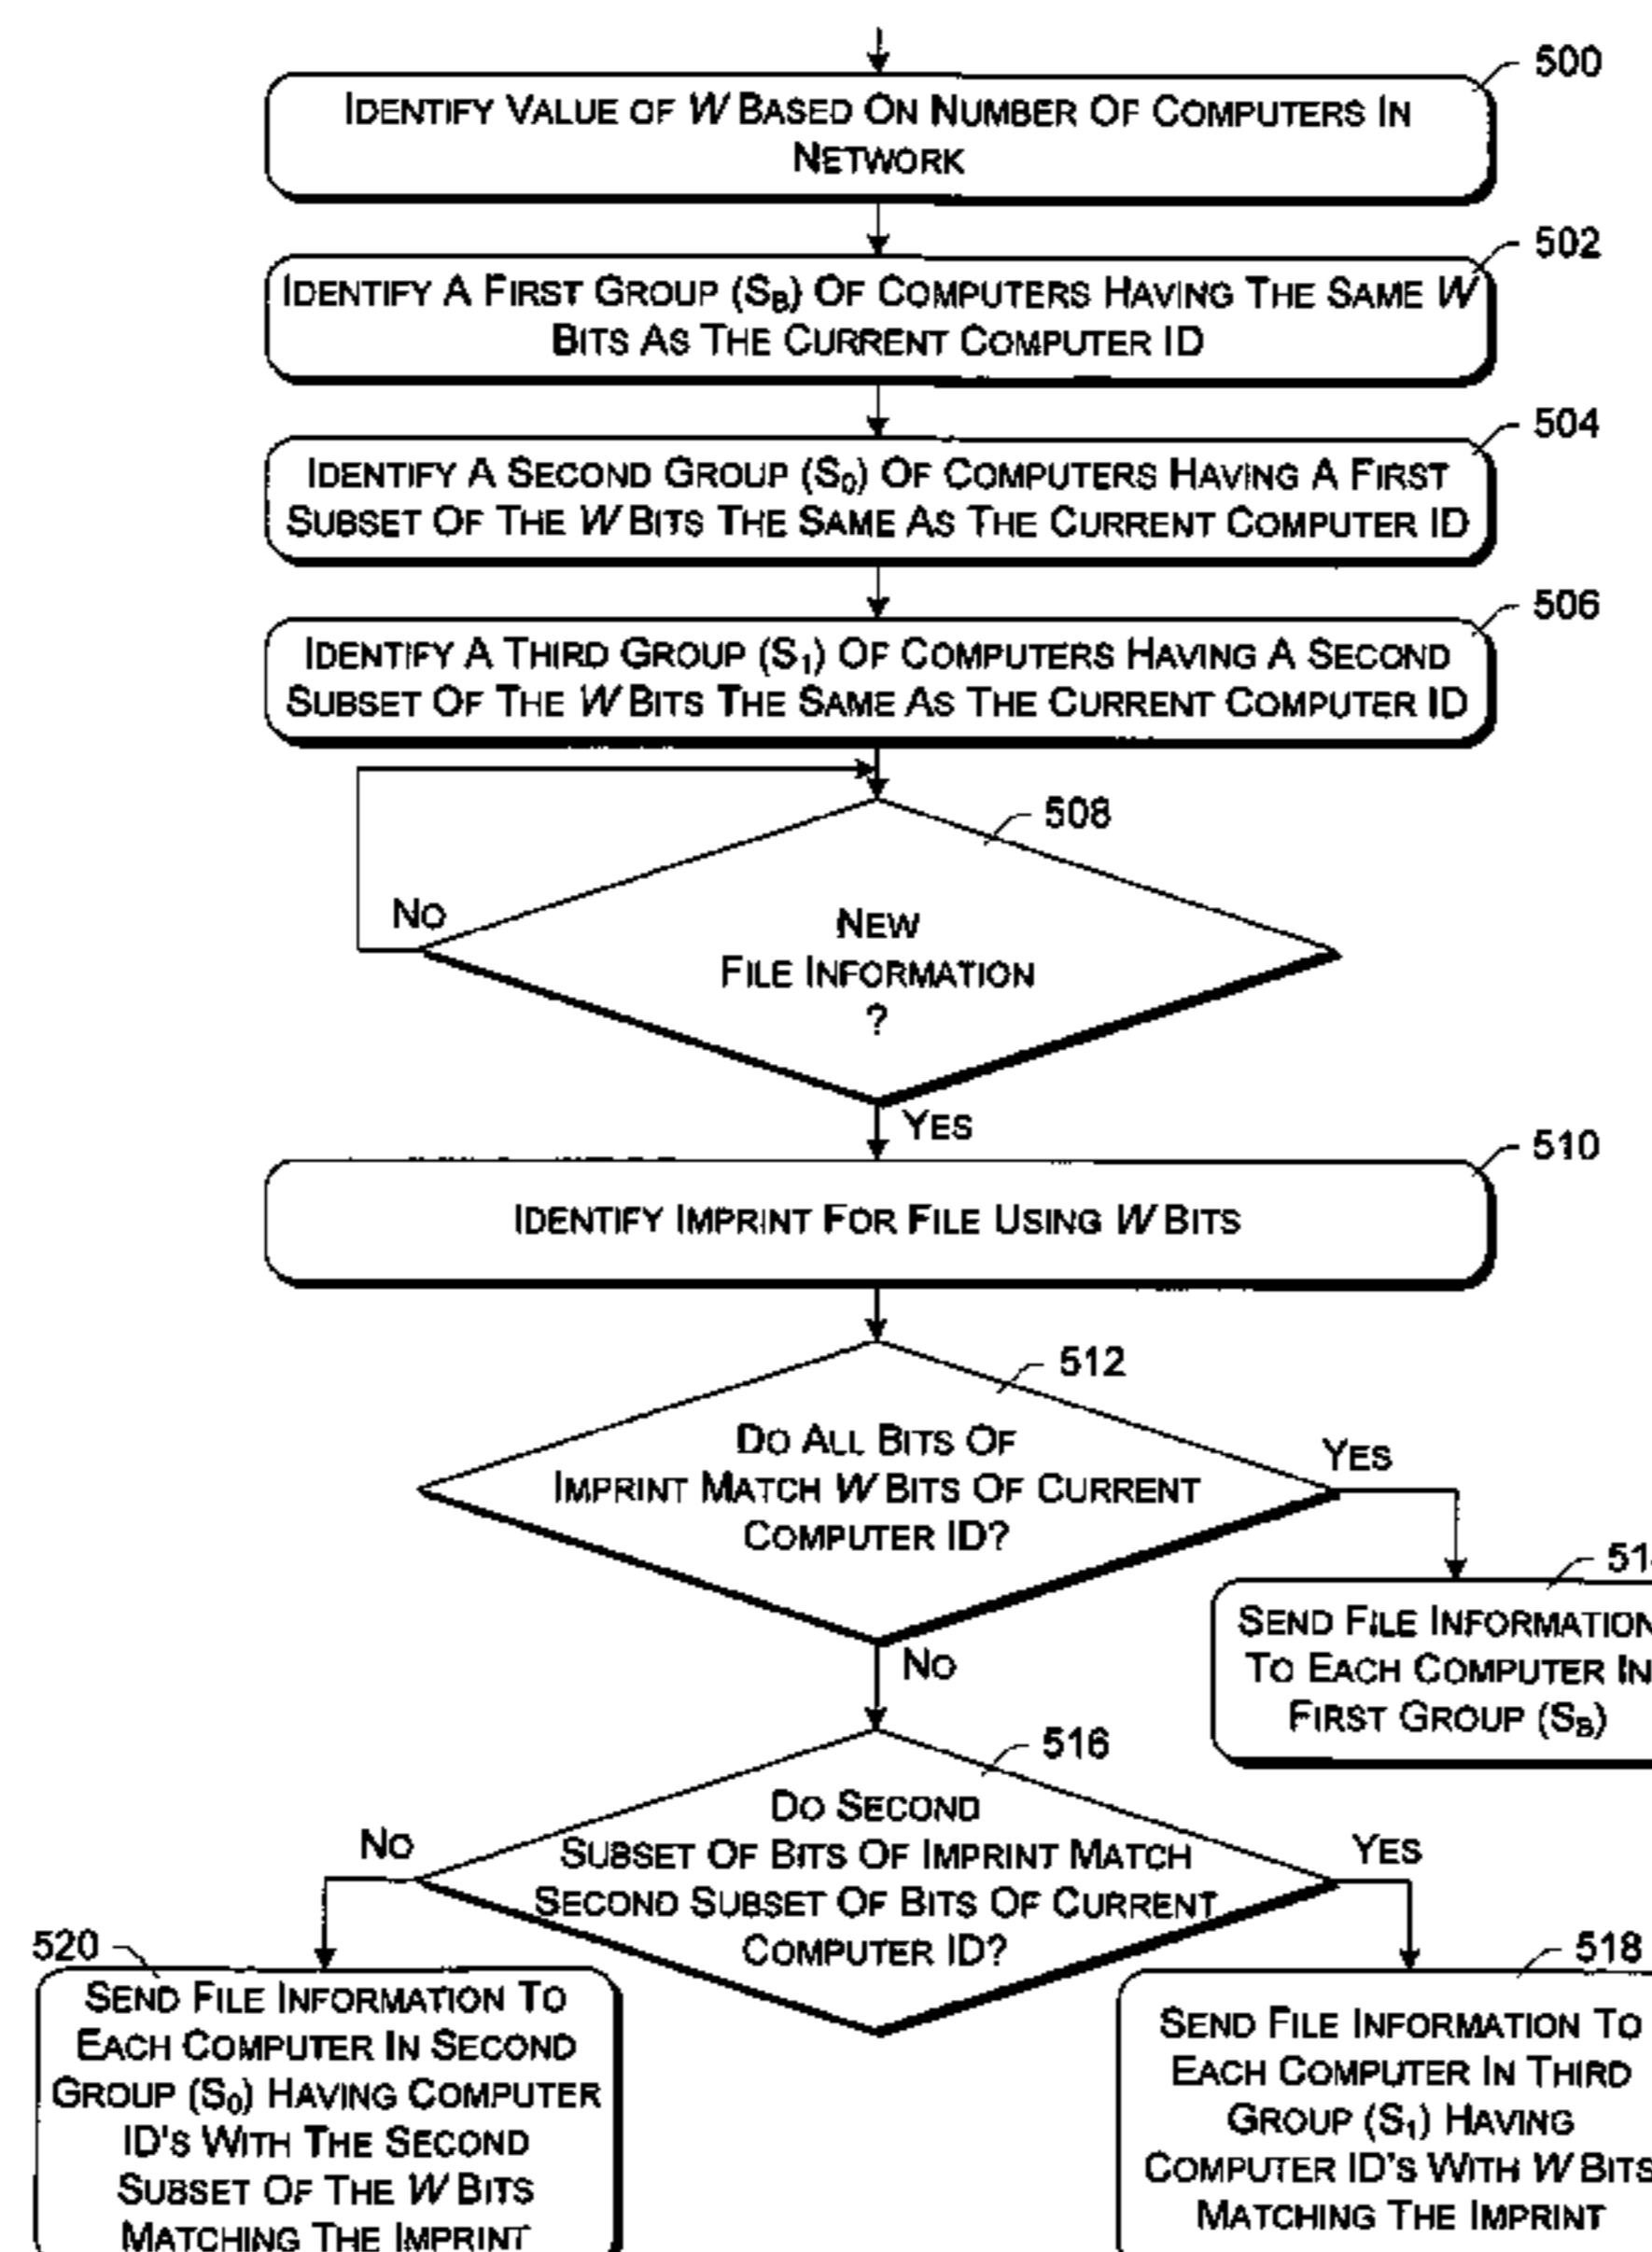 500
IDENTIFY VALUE OF W BASED ON NUMBER OF COMPUTERS IN
NETWORK
502
IDENTIFY A FIRST GROUP (SB) OF COMPUTERS HAVING THE SAME W
BITS AS THE CURRENT COMPUTER ID
504
IDENTIFY A SECOND GROUP (S0) OF COMPUTERS HAVING A FIRST
SUBSET OF THE W BITS THE SAME AS THE CURRENT COMPUTER ID
506
IDENTIFY A THIRD GROUP (S1) OF COMPUTERS HAVING A SECOND
SUBSET OF THE W BITS THE SAME AS THE CURRENT COMPUTER ID
508
NO
NEW
FILE INFORMATION
?
YES
510
IDENTIFY IMPRINT FOR FILE USING W BITS
512
DO ALL BITS OF
IMPRINT MATCH W BITS OF CURRENT
COMPUTER ID?
YES
NO
SEND FILE INFORMATION
TO EACH COMPUTER IN
FIRST GROUP (SB)
516
DO SECOND
SUBSET OF BITS OF IMPRINT MATCH
SECOND SUBSET OF BITS OF CURRENT
COMPUTER ID?
NO
YES
520
SEND FILE INFORMATION TO
EACH COMPUTER IN SECOND
GROUP (S0) HAVING COMPUTER
ID'S WITH THE SECOND
SUBSET OF THE W BITS
MATCHING THE IMPRINT
518
SEND FILE INFORMATION TO
EACH COMPUTER IN THIRD
GROUP (S1) HAVING
COMPUTER ID'S WITH W BITS
MATCHING THE IMPRINT